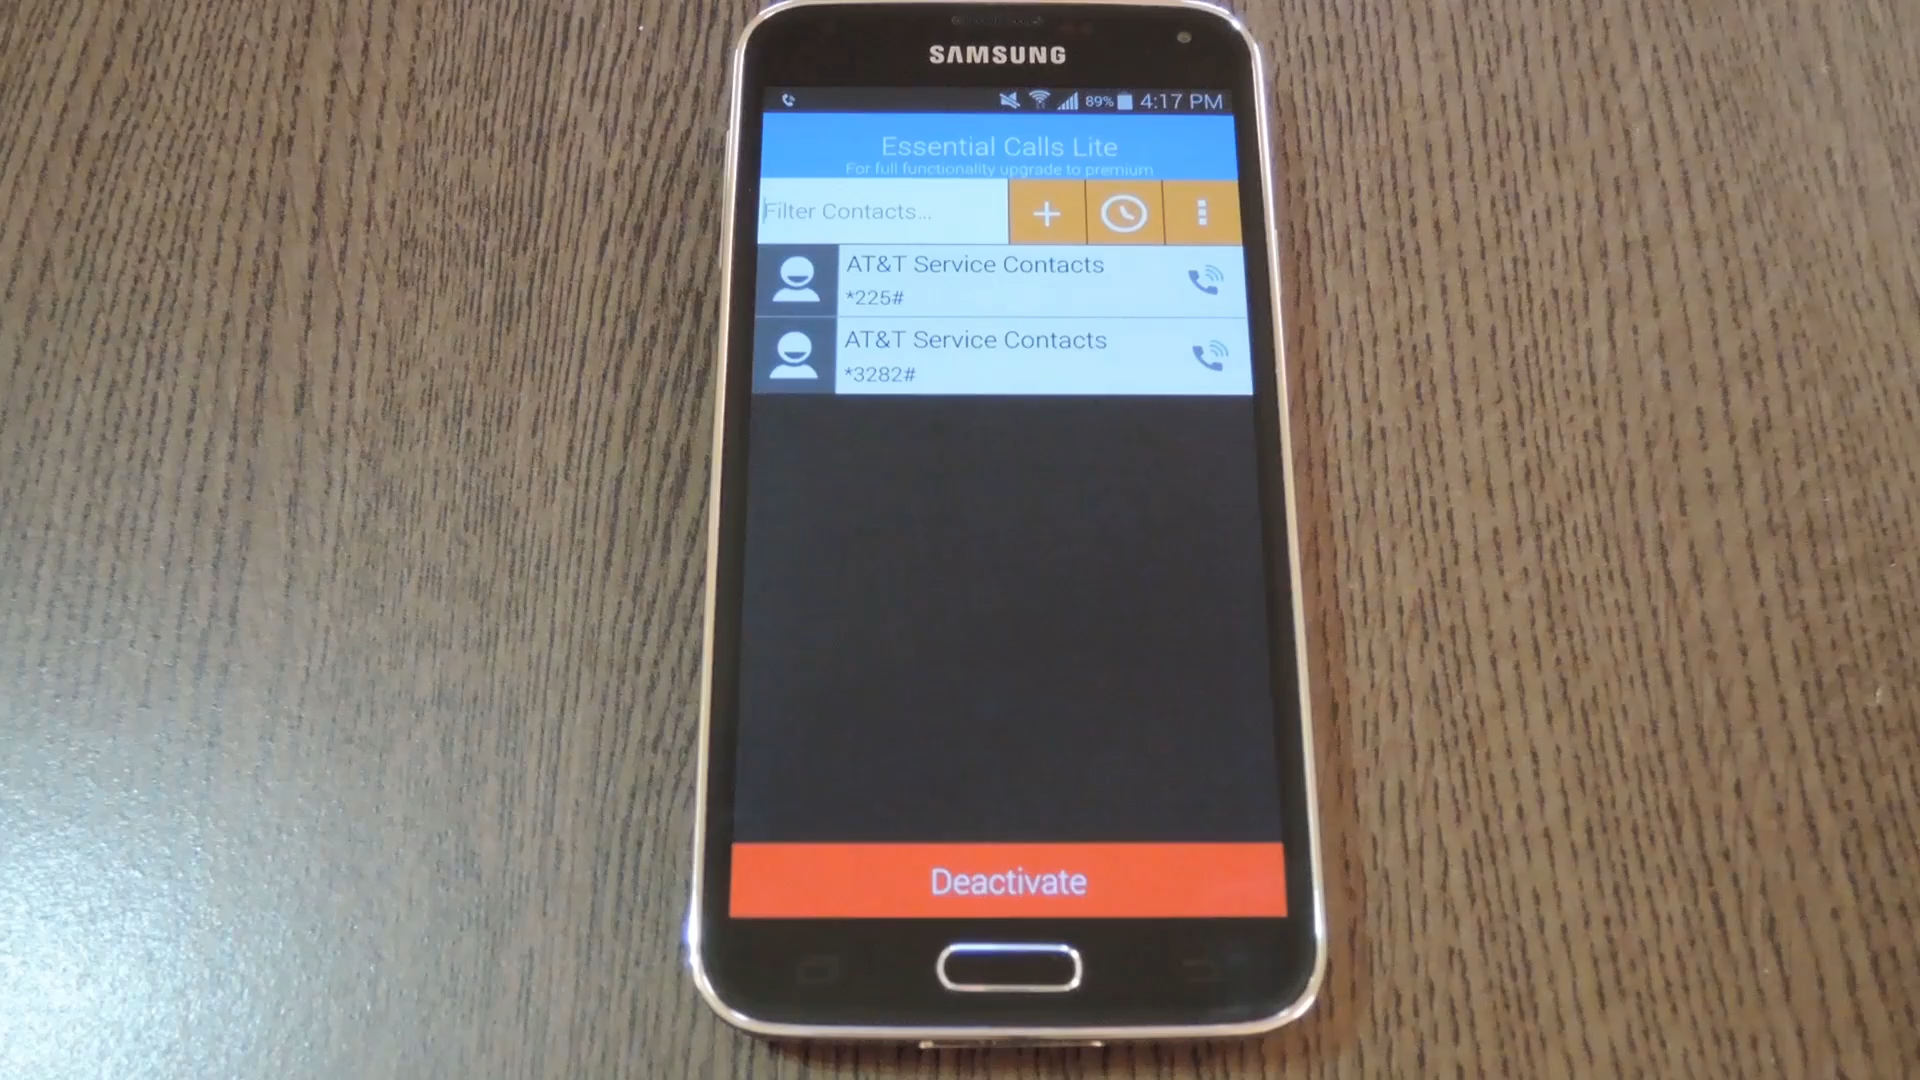 SAMSUNG
89% 4:17 PM
Essential Calls Lite
For full functionality upgrade to premium
Filter Contacts...
AT&T Service Contacts
*225#
AT&T Service Contacts
*3282#
Deactivate